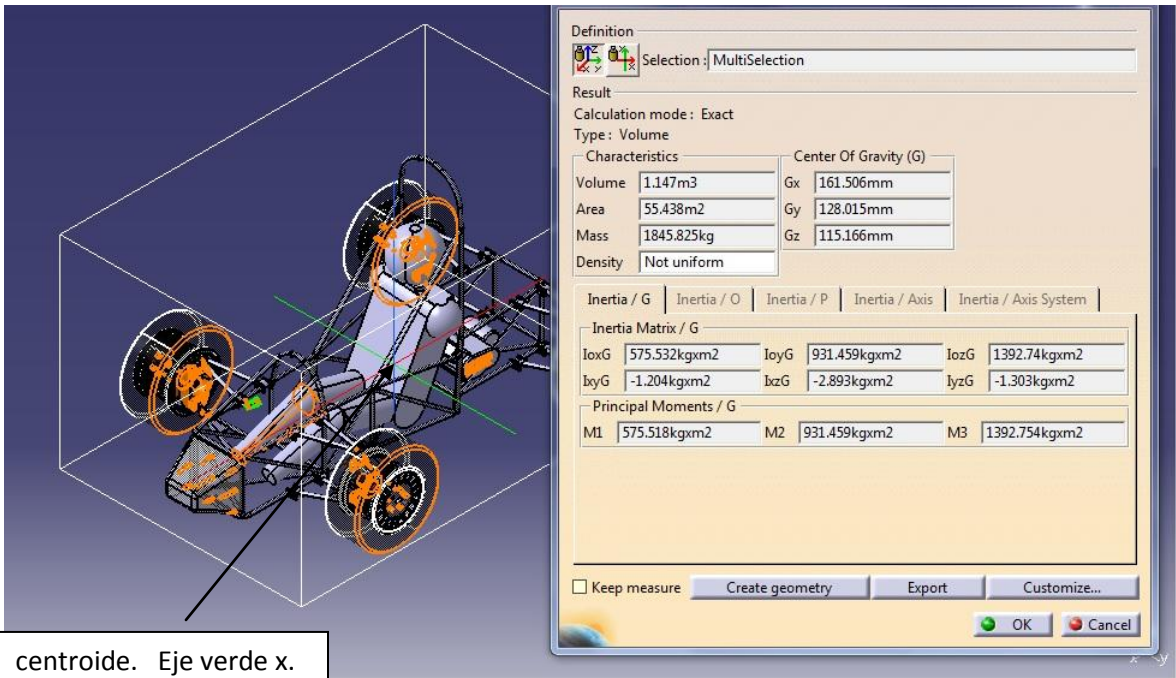 Definition
Selection : MultiSelection
Result
Calculation mode : Exact
Type : Volume
Characteristics
Center Of Gravity (G)
Volume 1.147m3 Gx 161.506mm
Area 55.438m2 Gy 128.015mm
Mass 1845.825kg Gz 115.166mm
Density Not uniform
Inertia / G Inertia / O Inertia / P Inertia / Axis Inertia / Axis System
Inertia Matrix / G
IoxG 575.532kgxm2 IoyG 931.459kgxm2 IozG 1392.74kgxm2
IxyG -1.204kgxm2 IxzG -2.893kgxm2 IyzG -1.303kgxm2
Principal Moments / G
M1 575.518kgxm2 M2 931.459kgxm2 M3 1392.754kgxm2
Keep measure Create geometry Export Customize...
OK Cancel
centroide. Eje verde x.
x y